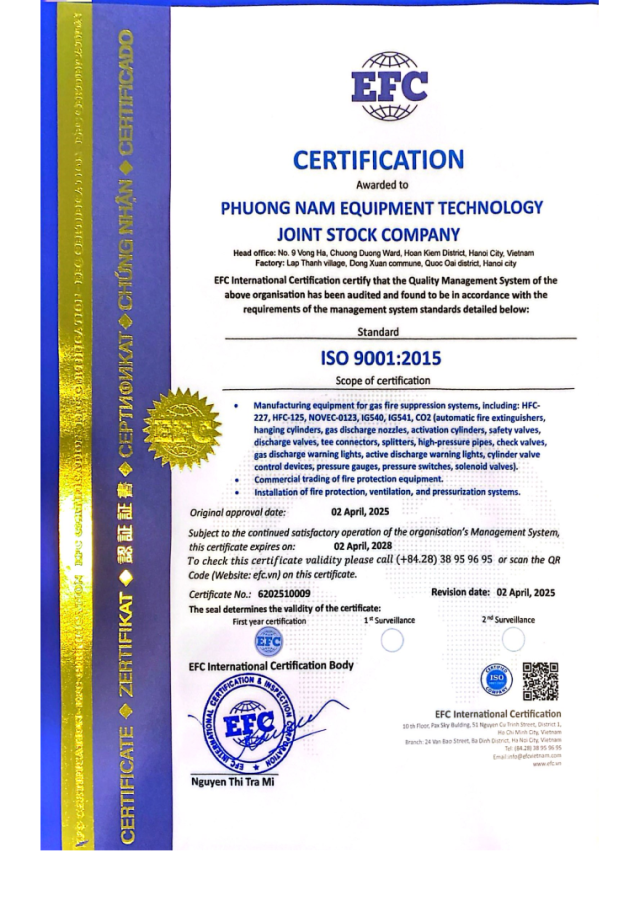 EFC
CERTIFICATION
Awarded to
PHUONG NAM EQUIPMENT TECHNOLOGY
JOINT STOCK COMPANY
Head office: No. 9 Vong Ha, Chuong Duong Ward, Hoan Kiem District, Hanoi City, Vietnam
Factory: Lap Thanh village, Dong Xuan commune, Quoc Oai district, Hanoi city
EFC International Certification certify that the Quality Management System of the
above organisation has been audited and found to be in accordance with the
requirements of the management system standards detailed below:
Standard
ISO 9001:2015
Scope of certification
• Manufacturing equipment for gas fire suppression systems, including: HFC-
227, HFC-125, NOVEC-0123, IG540, IG541, CO2 (automatic fire extinguishers,
hanging cylinders, gas discharge nozzles, activation cylinders, safety valves,
discharge valves, tee connectors, splitters, high-pressure pipes, check valves,
gas discharge warning lights, active discharge warning lights, cylinder valve
control devices, pressure gauges, pressure switches, solenoid valves).
• Commercial trading of fire protection equipment.
• Installation of fire protection, ventilation, and pressurization systems.
Original approval date: 02 April, 2025
Subject to the continued satisfactory operation of the organisation's Management System,
this certificate expires on: 02 April, 2028
To check this certificate validity please call (+84.28) 38 95 96 95 or scan the QR
Code (Website: efc.vn) on this certificate.
Certificate No.: 6202510009 Revision date: 02 April, 2025
The seal determines the validity of the certificate:
First year certification 1st Surveillance 2nd Surveillance
EFC
EFC International Certification Body
INTERNATIONAL CERTIFICATION & INSPECTION CORPORATION
EFC
Nguyen Thi Tra Mi
CERTIFIED
ISO
COMPANY
EFC International Certification
10 th Floor, Pax Sky Building, 51 Nguyen Cu Trinh Street, District 1,
Ho Chi Minh City, Vietnam
Branch: 24 Van Bao Street, Ba Dinh District, Ha Noi City, Vietnam
Tel: (84.28) 38 95 96 95
Email:info@efcvietnam.com
www.efc.vn
CERTIFICATE ◆ ZERTIFIKAT ◆ 認証証書 ◆ СЕРТИФИКАТ ◆ CHỨNG NHẬN ◆ CERTIFICADO